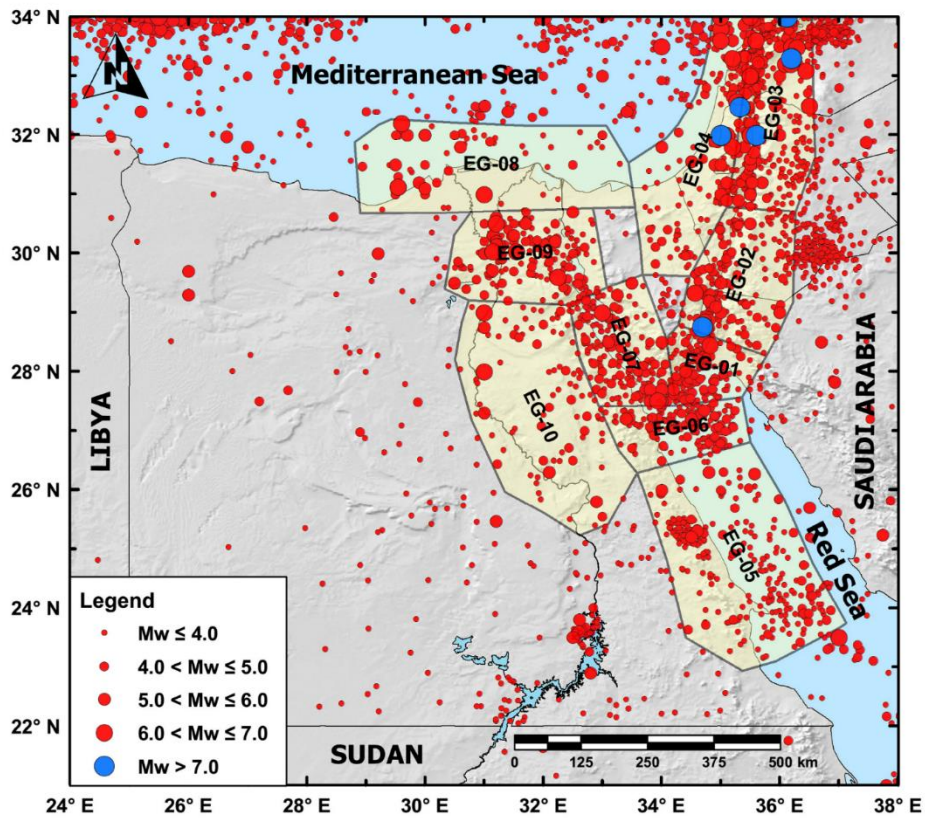 34° N
32° N
30° N
28° N
26° N
24° N
22° N
N
Mediterranean Sea
EG-03
EG-04
EG-08
EG-09
EG-02
EG-07
EG-01
EG-10
EG-06
EG-05
LIBYA
SAUDI ARABIA
Red Sea
SUDAN
Legend
Mw ≤ 4.0
4.0 < Mw ≤ 5.0
5.0 < Mw ≤ 6.0
6.0 < Mw ≤ 7.0
Mw > 7.0
0 125 250 375 500 km
24° E 26° E 28° E 30° E 32° E 34° E 36° E 38° E